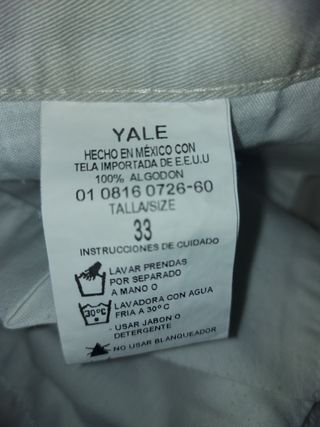 YALE
HECHO EN MÉXICO CON
TELA IMPORTADA DE E.E.U.U
100% ALGODON
01 0816 0726-60
TALLA/SIZE
33
INSTRUCCIONES DE CUIDADO
LAVAR PRENDAS
POR SEPARADO
A MANO O
30°C
LAVADORA CON AGUA
FRIA A 30°C
- USAR JABON O
DETERGENTE
NO USAR BLANQUEADOR